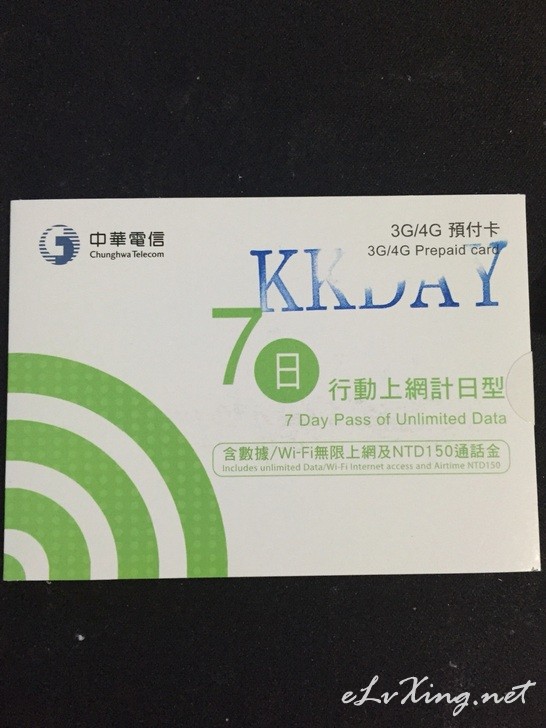 中華電信
Chunghwa Telecom
3G/4G 預付卡
3G/4G Prepaid card
KKDAY
7日 行動上網計日型
7 Day Pass of Unlimited Data
含數據/Wi-Fi無限上網及NTD150通話金
Includes unlimited Data/Wi-Fi Internet access and Airtime NTD150
eLvXing.net